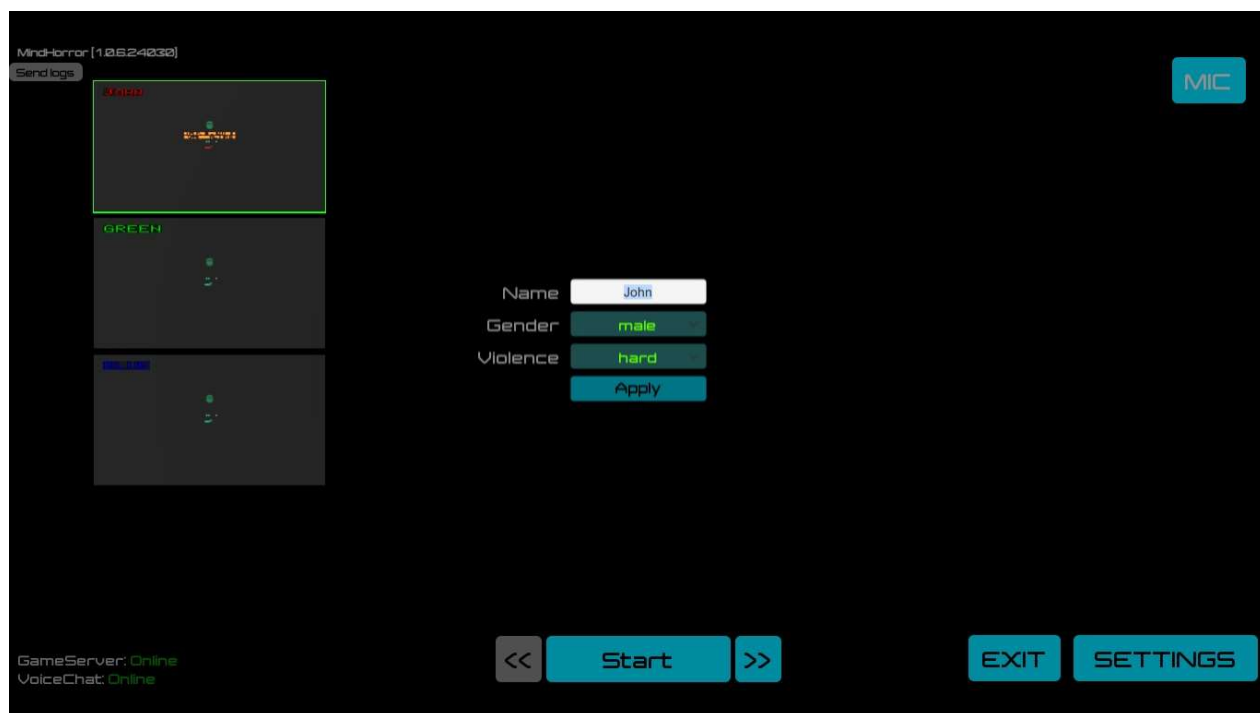 MindHorror [1.0.6.24030]
Send logs
MIC
GREEN
Name John
Gender male
Violence hard
Apply
GameServer: Online
VoiceChat: Online
<< Start >>
EXIT SETTINGS